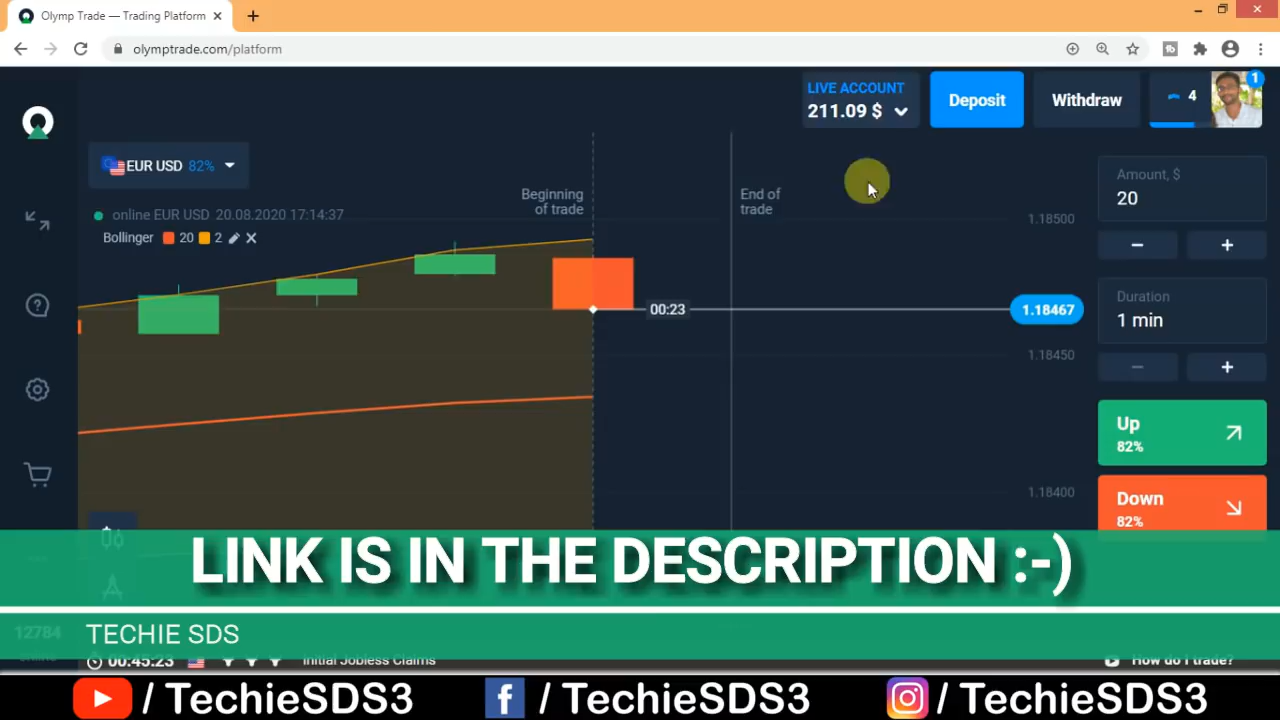 Olymp Trade — Trading Platform
olymptrade.com/platform
LIVE ACCOUNT
211.09 $
Deposit
Withdraw
4
1
EUR USD 82%
Beginning
of trade
End of
trade
Amount, $
20
online EUR USD 20.08.2020 17:14:37
Bollinger 20 2
1.18500
Duration
1 min
00:23
1.18467
1.18450
Up
82%
1.18400
Down
82%
LINK IS IN THE DESCRIPTION :-)
12784
TECHIE SDS
00:45:23
Initial Jobless Claims
How do I trade?
/ TechieSDS3
/ TechieSDS3
/ TechieSDS3